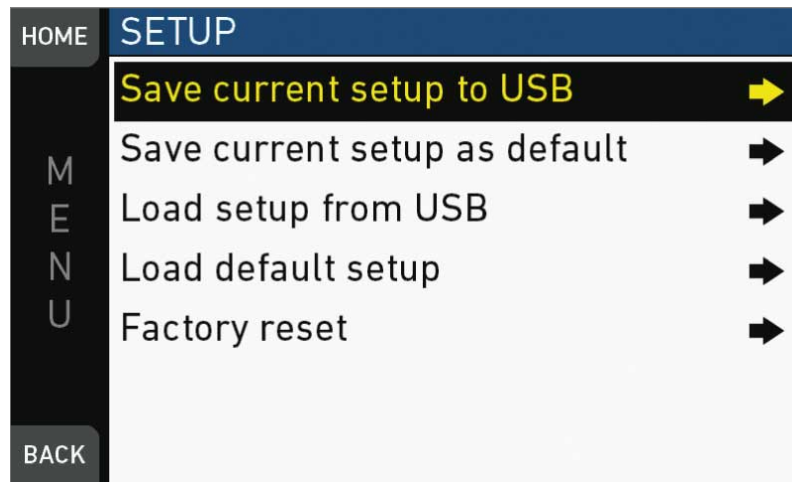 HOME
SETUP
Save current setup to USB
Save current setup as default
Load setup from USB
Load default setup
Factory reset
MENU
BACK